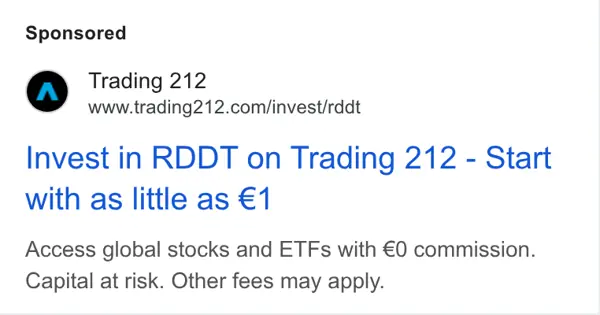 Sponsored
Trading 212
www.trading212.com/invest/rddt
Invest in RDDT on Trading 212 - Start
with as little as €1
Access global stocks and ETFs with €0 commission.
Capital at risk. Other fees may apply.